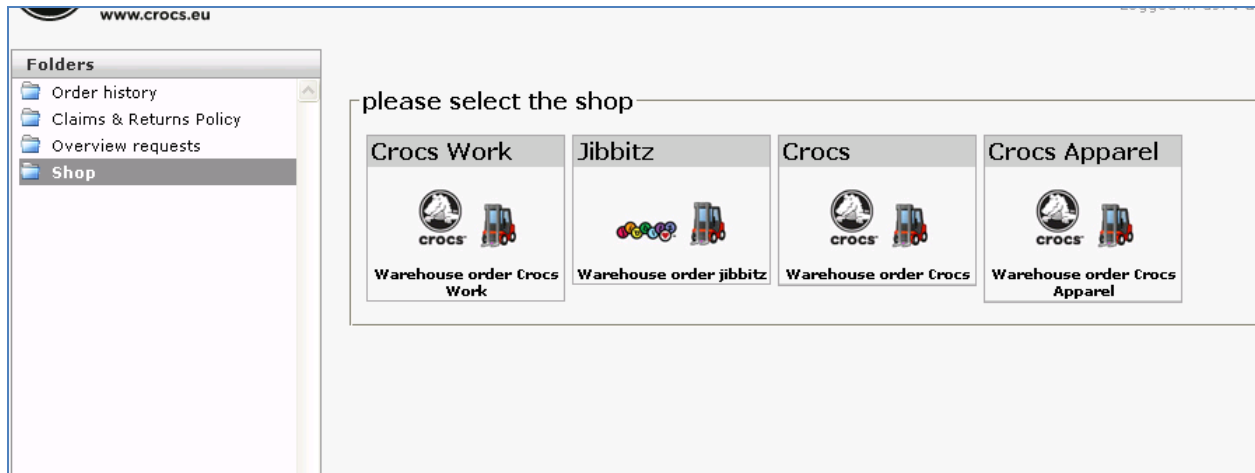 www.crocs.eu
Folders
Order history
Claims & Returns Policy
Overview requests
Shop
please select the shop
Crocs Work
Jibbitz
Crocs
Crocs Apparel
crocs
crocs
crocs
Warehouse order Crocs
Work
Warehouse order jibbitz
Warehouse order Crocs
Warehouse order Crocs
Apparel